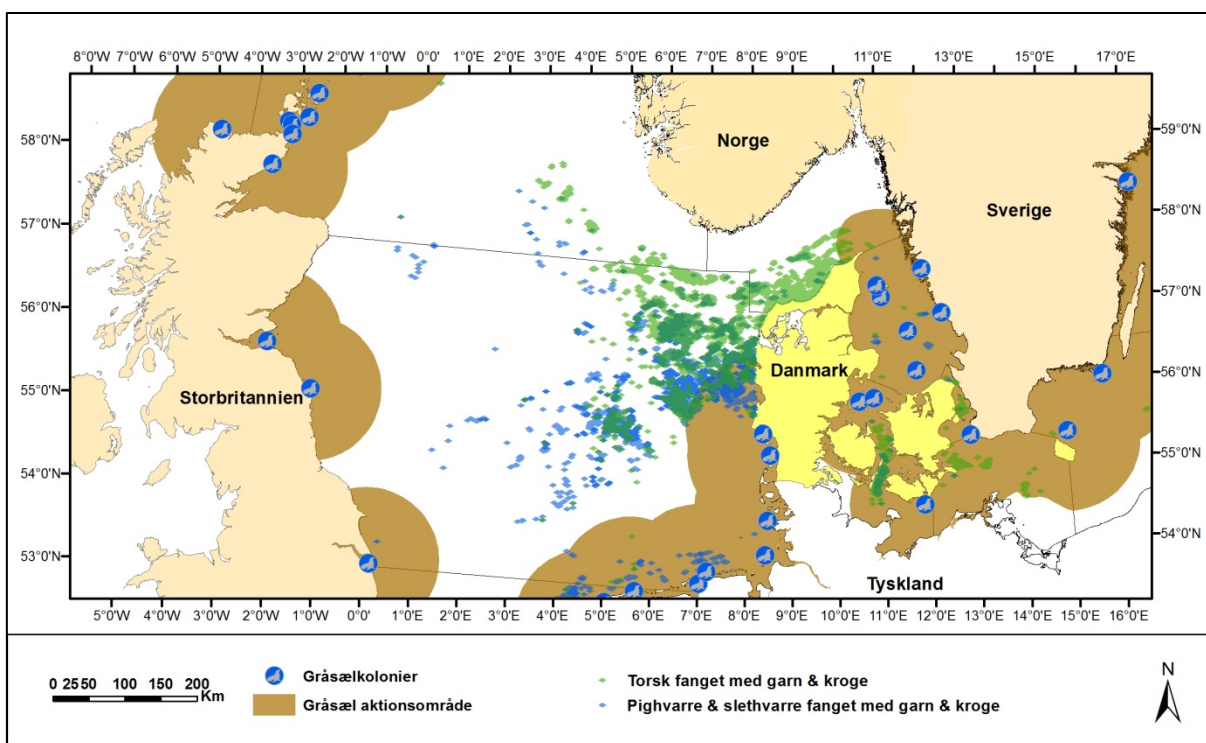 8°0'W 7°0'W 6°0'W 5°0'W 4°0'W 3°0'W 2°0'W 1°0'W 0°0' 1°0'E 2°0'E 3°0'E 4°0'E 5°0'E 6°0'E 7°0'E 8°0'E 9°0'E 10°0'E 11°0'E 13°0'E 15°0'E 17°0'E
58°0'N
57°0'N
56°0'N
55°0'N
54°0'N
53°0'N
59°0'N
58°0'N
57°0'N
56°0'N
55°0'N
54°0'N
Norge
Sverige
Danmark
Storbritannien
Tyskland
5°0'W 4°0'W 3°0'W 2°0'W 1°0'W 0°0' 1°0'E 2°0'E 3°0'E 4°0'E 5°0'E 6°0'E 7°0'E 8°0'E 9°0'E 10°0'E 11°0'E 12°0'E 13°0'E 14°0'E 15°0'E 16°0'E
0 25 50 100 150 200
Km
Gråsælkolonier
Gråsæl aktionsområde
Torsk fanget med garn & kroge
Pighvarre & slethvarre fanget med garn & kroge
N